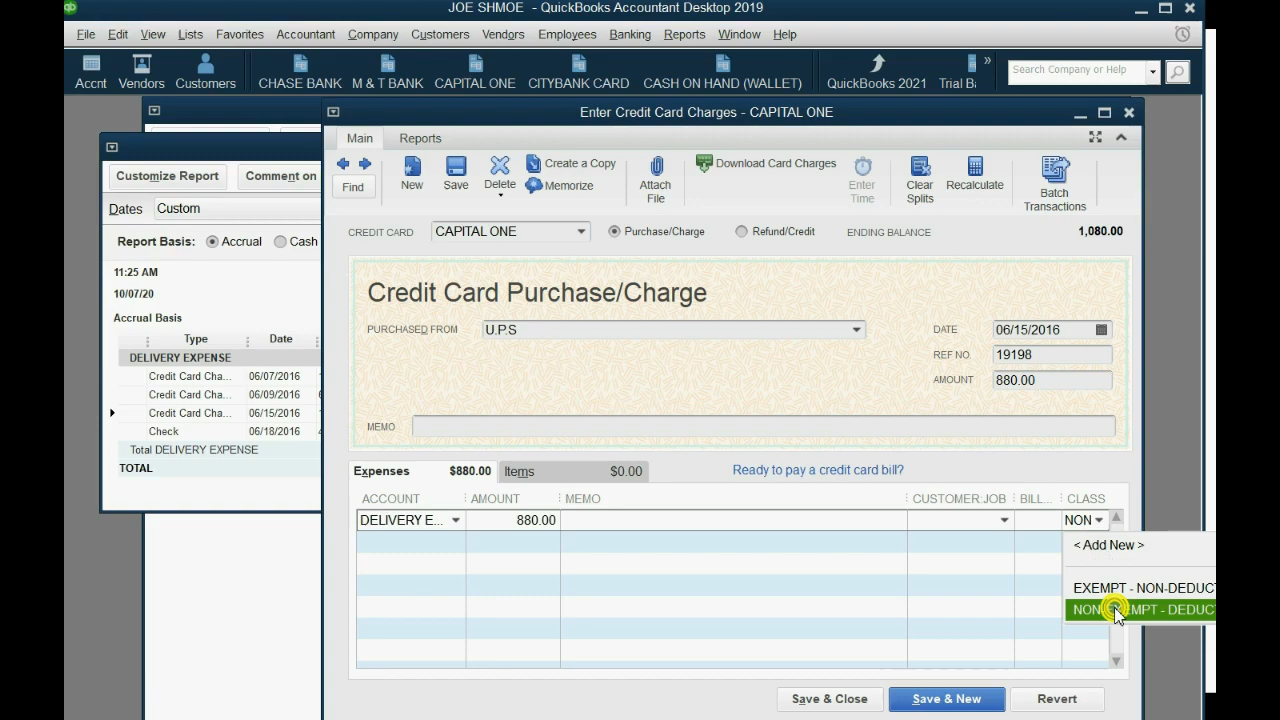 JOE SHMOE - QuickBooks Accountant Desktop 2019
File Edit View Lists Favorites Accountant Company Customers Vendors Employees Banking Reports Window Help
Accnt Vendors Customers CHASE BANK M & T BANK CAPITAL ONE CITYBANK CARD CASH ON HAND (WALLET) QuickBooks 2021 Trial Ba » Search Company or Help
Enter Credit Card Charges - CAPITAL ONE
Main Reports
Customize Report Comment on
Find New Save Delete Create a Copy Memorize Attach File Download Card Charges Enter Time Clear Splits Recalculate Batch Transactions
Dates Custom
CREDIT CARD CAPITAL ONE Purchase/Charge Refund/Credit ENDING BALANCE 1,080.00
Report Basis: Accrual Cash
11:25 AM
10/07/20
Accrual Basis
Type Date
DELIVERY EXPENSE
Credit Card Cha... 06/07/2016
Credit Card Cha... 06/09/2016
Credit Card Cha... 06/15/2016
Check 06/18/2016
Total DELIVERY EXPENSE
TOTAL
Credit Card Purchase/Charge
PURCHASED FROM U.P.S DATE 06/15/2016
REF NO. 19198
AMOUNT 880.00
MEMO
Expenses $880.00 Items $0.00 Ready to pay a credit card bill?
ACCOUNT AMOUNT MEMO CUSTOMER:JOB BILL... CLASS
DELIVERY E... 880.00 NON
< Add New >
EXEMPT - NON-DEDUCT
NON EMPT - DEDUCT
Save & Close Save & New Revert